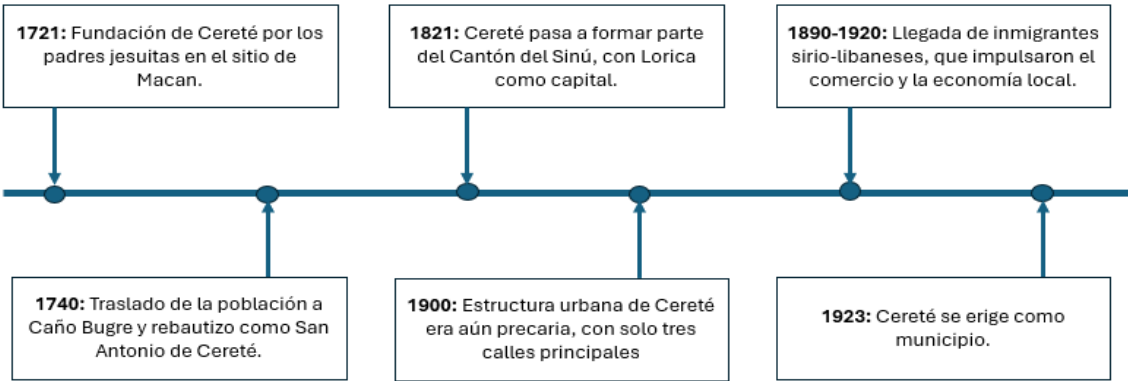 1721: Fundación de Cereté por los
padres jesuitas en el sitio de
Macan.
1821: Cereté pasa a formar parte
del Cantón del Sinú, con Lorica
como capital.
1890-1920: Llegada de inmigrantes
sirio-libaneses, que impulsaron el
comercio y la economía local.
1740: Traslado de la población a
Caño Bugre y rebautizo como San
Antonio de Cereté.
1900: Estructura urbana de Cereté
era aún precaria, con solo tres
calles principales
1923: Cereté se erige como
municipio.